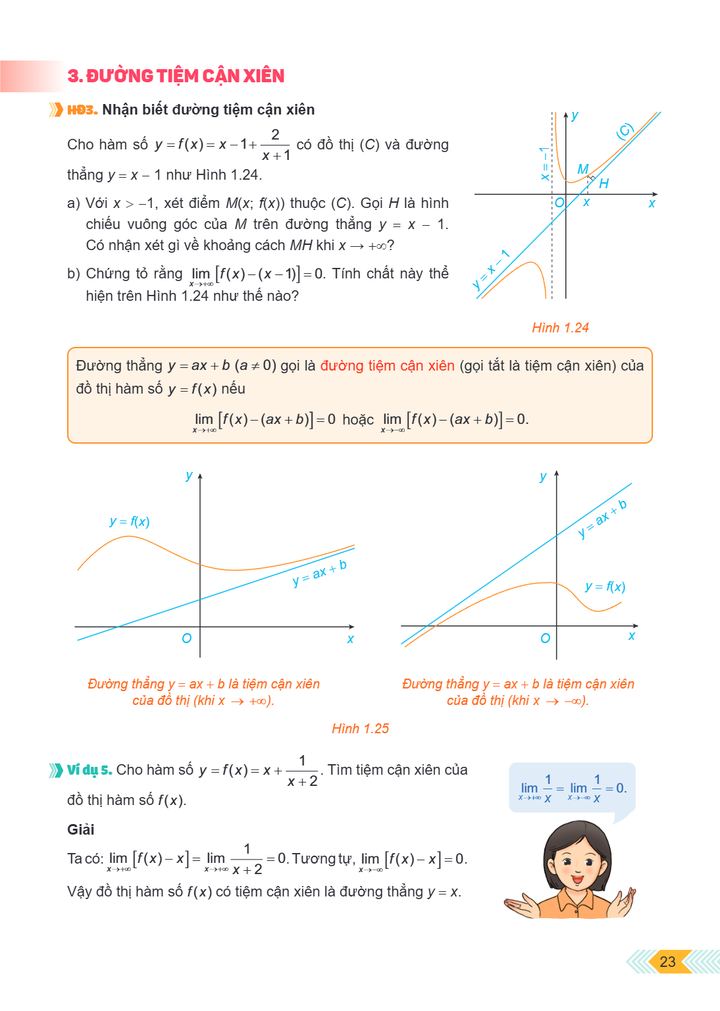 3. ĐƯỜNG TIỆM CẬN XIÊN
HĐ3. Nhận biết đường tiệm cận xiên
Cho hàm số y = f(x) = x − 1 + 2/(x + 1) có đồ thị (C) và đường
thẳng y = x − 1 như Hình 1.24.
a) Với x > −1, xét điểm M(x; f(x)) thuộc (C). Gọi H là hình
chiếu vuông góc của M trên đường thẳng y = x − 1.
Có nhận xét gì về khoảng cách MH khi x → +∞?
b) Chứng tỏ rằng lim x→+∞ [f(x) − (x − 1)] = 0. Tính chất này thể
hiện trên Hình 1.24 như thế nào?
y
(C)
x = −1
M
H
O
x
x
y = x − 1
Hình 1.24
Đường thẳng y = ax + b (a ≠ 0) gọi là đường tiệm cận xiên (gọi tắt là tiệm cận xiên) của
đồ thị hàm số y = f(x) nếu
lim x→+∞ [f(x) − (ax + b)] = 0 hoặc lim x→−∞ [f(x) − (ax + b)] = 0.
y
y = f(x)
y = ax + b
O
x
y
y = ax + b
y = f(x)
O
x
Đường thẳng y = ax + b là tiệm cận xiên
của đồ thị (khi x → +∞).
Đường thẳng y = ax + b là tiệm cận xiên
của đồ thị (khi x → −∞).
Hình 1.25
Ví dụ 5. Cho hàm số y = f(x) = x + 1/(x + 2). Tìm tiệm cận xiên của
đồ thị hàm số f(x).
lim x→+∞ 1/x = lim x→−∞ 1/x = 0.
Giải
Ta có: lim x→+∞ [f(x) − x] = lim x→+∞ 1/(x + 2) = 0. Tương tự, lim x→−∞ [f(x) − x] = 0.
Vậy đồ thị hàm số f(x) có tiệm cận xiên là đường thẳng y = x.
23